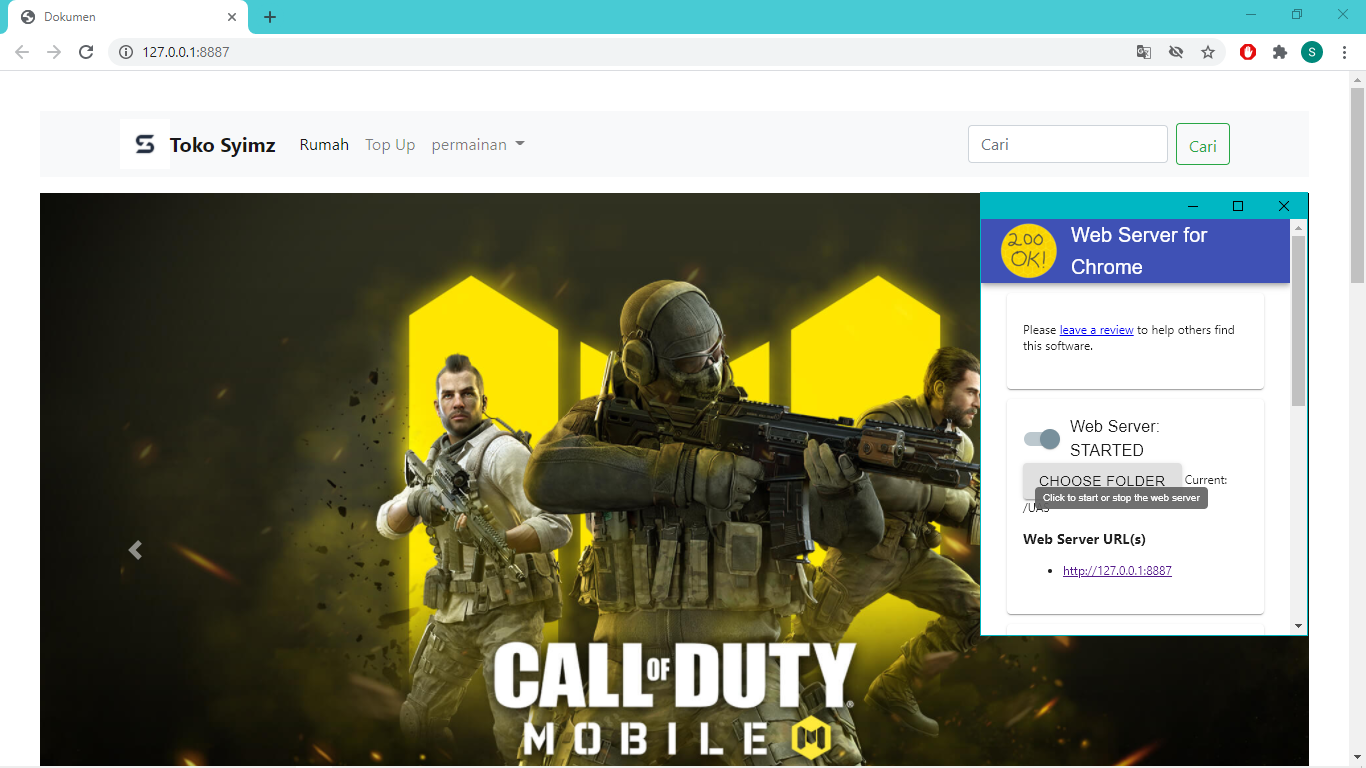 Dokumen
127.0.0.1:8887
S
Toko Syimz
Rumah
Top Up
permainan
Cari
Cari
200 OK!
Web Server for
Chrome
Please leave a review to help others find
this software.
Web Server:
STARTED
CHOOSE FOLDER Current:
Click to start or stop the web server
/UAS
Web Server URL(s)
http://127.0.0.1:8887
CALL OF DUTY
MOBILE